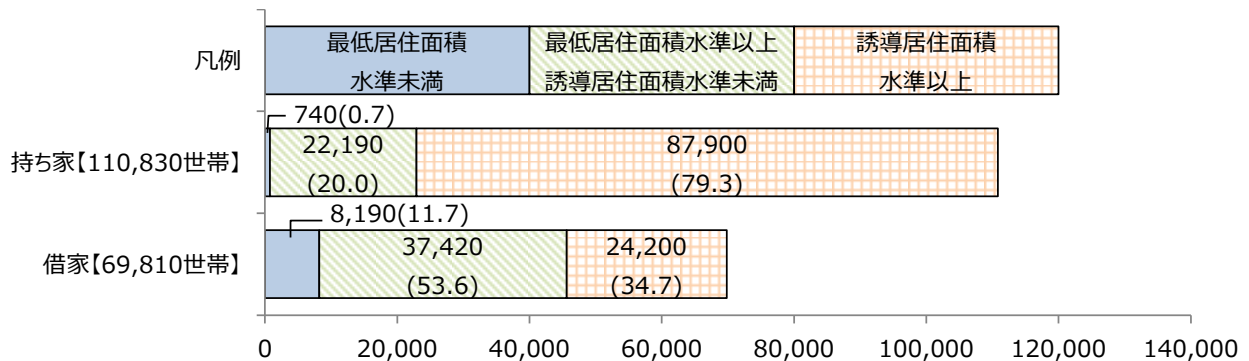 凡例
最低居住面積
水準未満
最低居住面積水準以上
誘導居住面積水準未満
誘導居住面積
水準以上
740(0.7)
持ち家【110,830世帯】
22,190
(20.0)
87,900
(79.3)
8,190(11.7)
借家【69,810世帯】
37,420
(53.6)
24,200
(34.7)
0 20,000 40,000 60,000 80,000 100,000 120,000 140,000